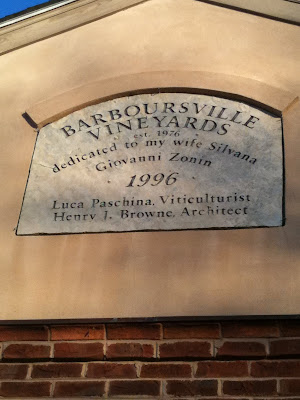 BARBOURSVILLE
VINEYARDS
est. 1976
dedicated to my wife Silvana
Giovanni Zonin
1996
Luca Paschina, Viticulturist
Henry J. Browne, Architect